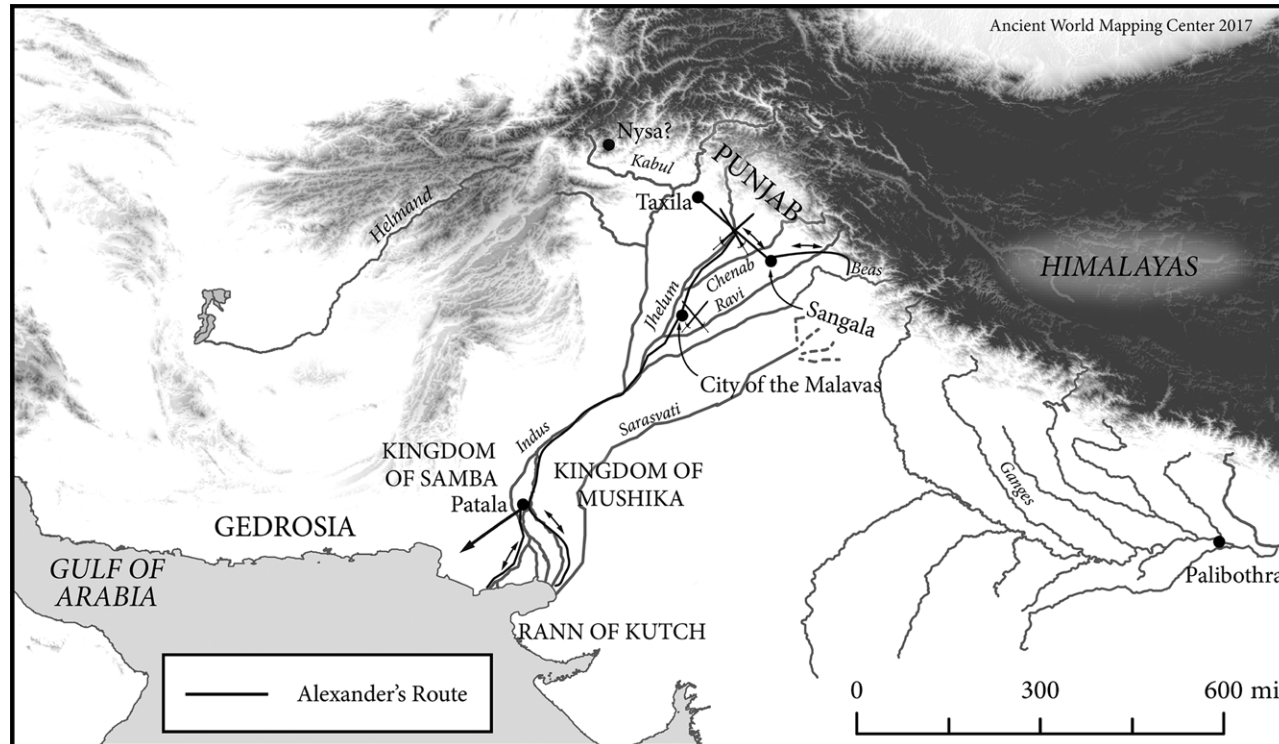 Ancient World Mapping Center 2017
Nysa?
Kabul
PUNJAB
Taxila
Helmand
HIMALAYAS
Beas
Chenab
Jhelum
Ravi
Sangala
City of the Malavas
Sarasvati
Indus
KINGDOM
OF SAMBA
KINGDOM OF
MUSHIKA
Patala
Ganges
GEDROSIA
GULF OF
ARABIA
Palibothra
RANN OF KUTCH
Alexander's Route
0 300 600 mi